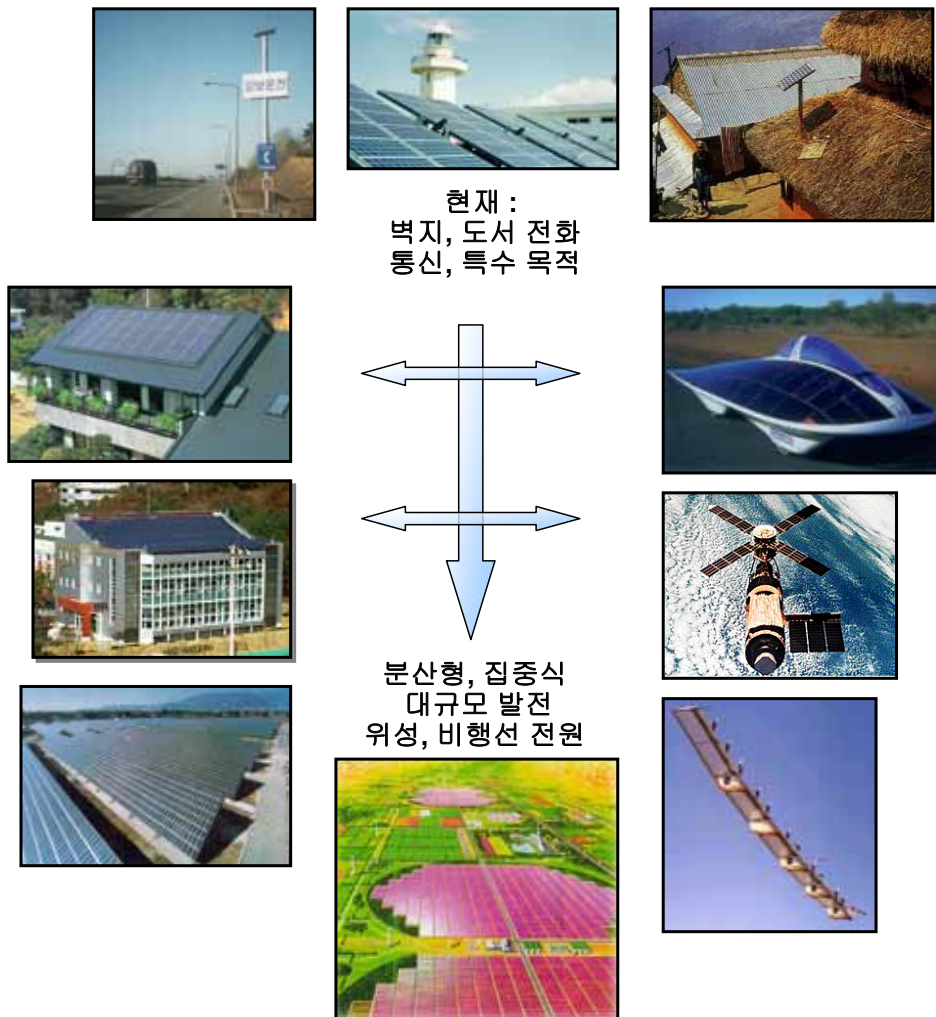 현재 :
벽지, 도서 전화
통신, 특수 목적
분산형, 집중식
대규모 발전
위성, 비행선 전원